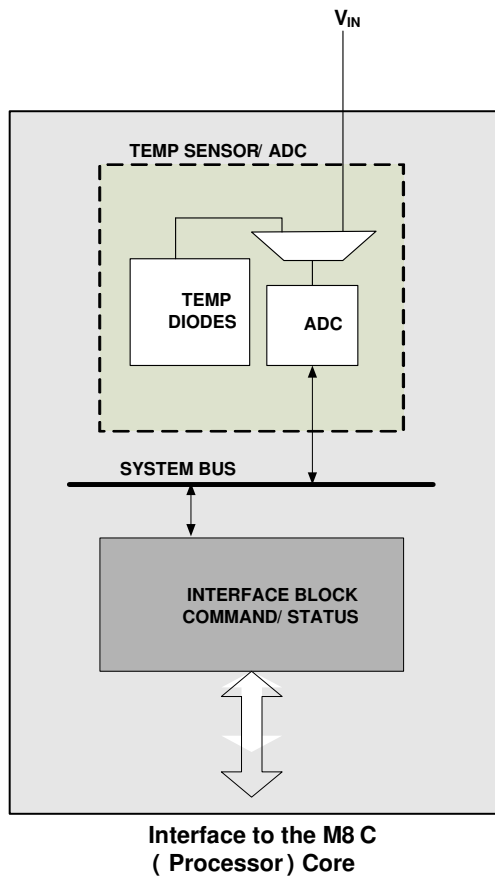 VIN
TEMP SENSOR/ ADC
TEMP
DIODES
ADC
SYSTEM BUS
INTERFACE BLOCK
COMMAND/ STATUS
Interface to the M8 C
( Processor ) Core